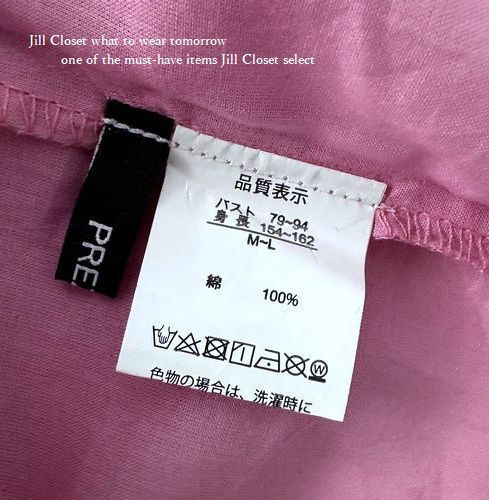 Jill Closet what to wear tomorrow
one of the must-have items Jill Closet select
PRE
品質表示
バスト 79~94
身長 154~162
M~L
綿 100%
W
色物の場合は、洗濯時に